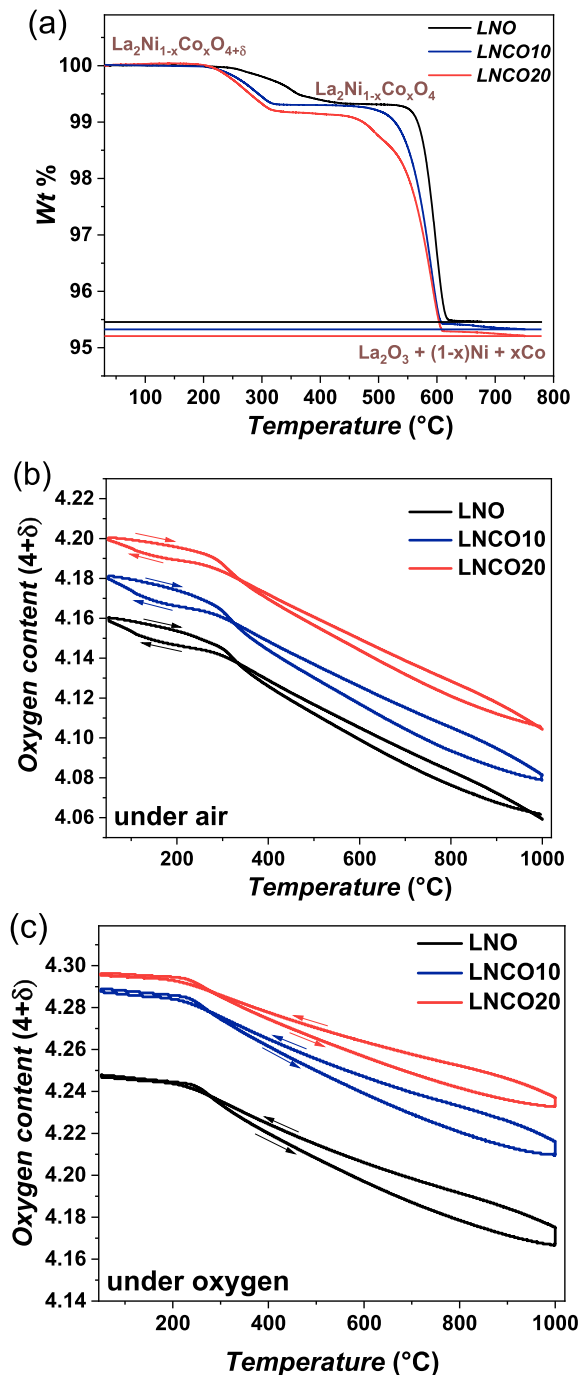 (a)
La₂Ni₁₋ₓCoₓO₄₊δ
LNO
LNCO10
LNCO20
La₂Ni₁₋ₓCoₓO₄
100
99
98
96
95
Wt %
La₂O₃ + (1-x)Ni + xCo
100 200 300 400 500 600 700 800
Temperature (°C)
(b)
4.22
4.20
4.18
4.16
4.14
4.12
4.10
4.08
4.06
Oxygen content (4+δ)
LNO
LNCO10
LNCO20
under air
200 400 600 800 1000
Temperature (°C)
(c)
4.30
4.28
4.26
4.24
4.22
4.20
4.18
4.16
4.14
Oxygen content (4+δ)
LNO
LNCO10
LNCO20
under oxygen
200 400 600 800 1000
Temperature (°C)